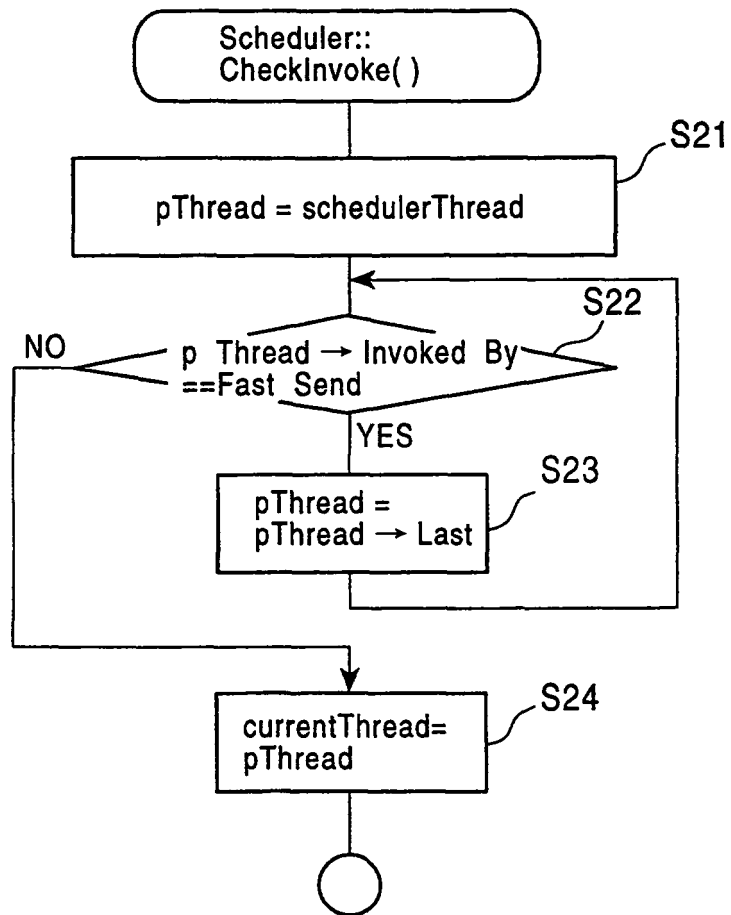 Scheduler::
CheckInvoke( )
S21
pThread = schedulerThread
S22
NO
p Thread → Invoked By
==Fast Send
YES
S23
pThread =
pThread → Last
S24
currentThread=
pThread